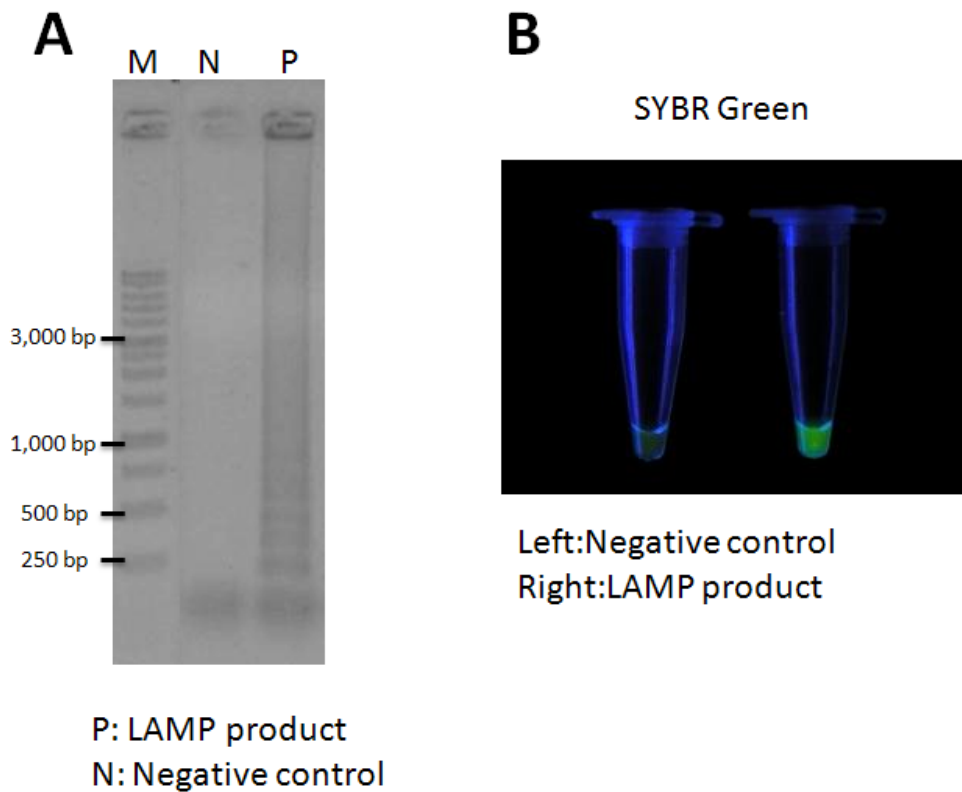 A
M N P
3,000 bp
1,000 bp
500 bp
250 bp
P: LAMP product
N: Negative control
B
SYBR Green
Left:Negative control
Right:LAMP product